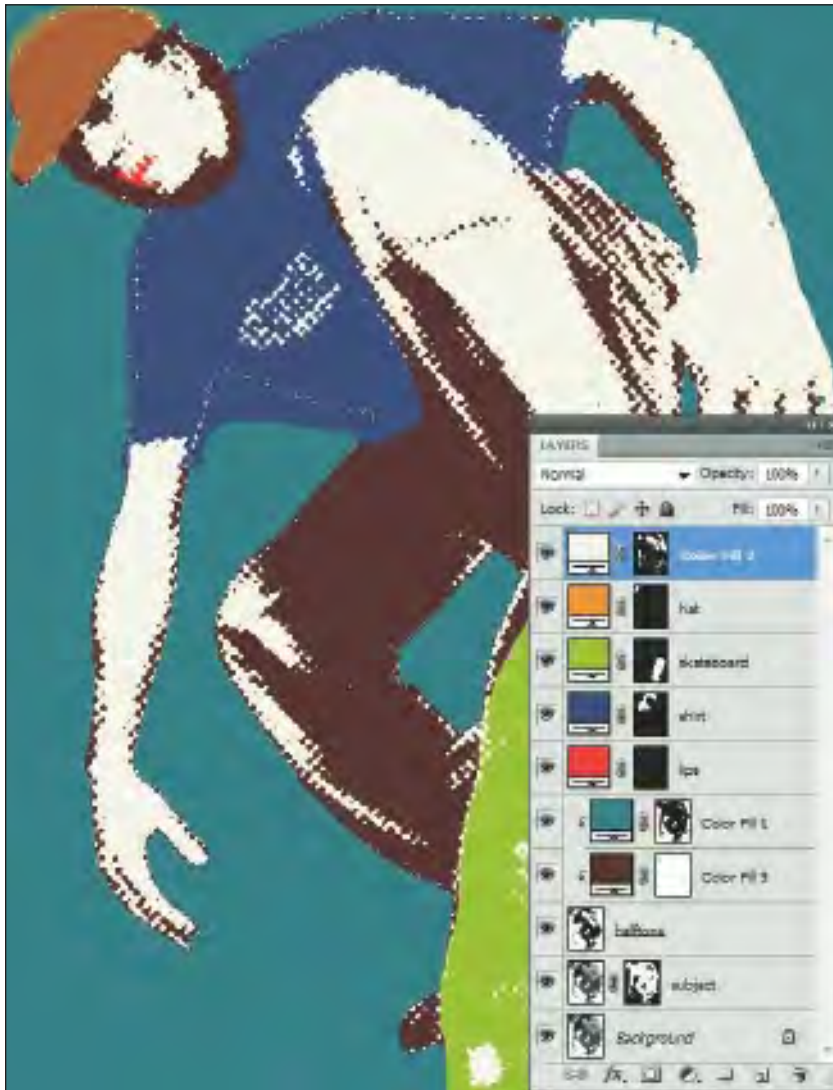 LAYERS
Normal Opacity: 100%
Lock: Fill: 100%
Color Fill 2
hat
skateboard
shirt
lips
Color Fill 1
Color Fill 3
halftone
subject
Background
fx.